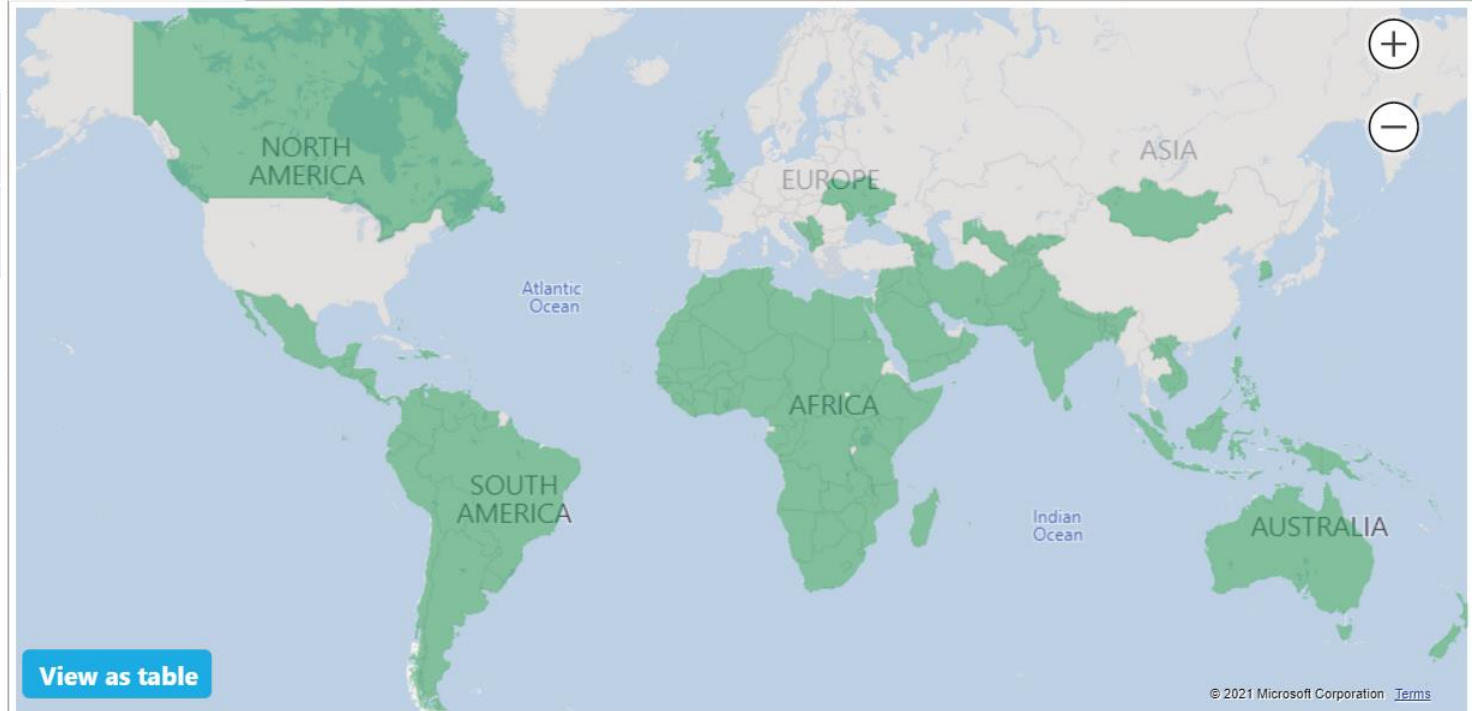 NORTH
AMERICA
ASIA
EUROPE
Atlantic
Ocean
AFRICA
SOUTH
AMERICA
Indian
Ocean
AUSTRALIA
View as table
© 2021 Microsoft Corporation Terms